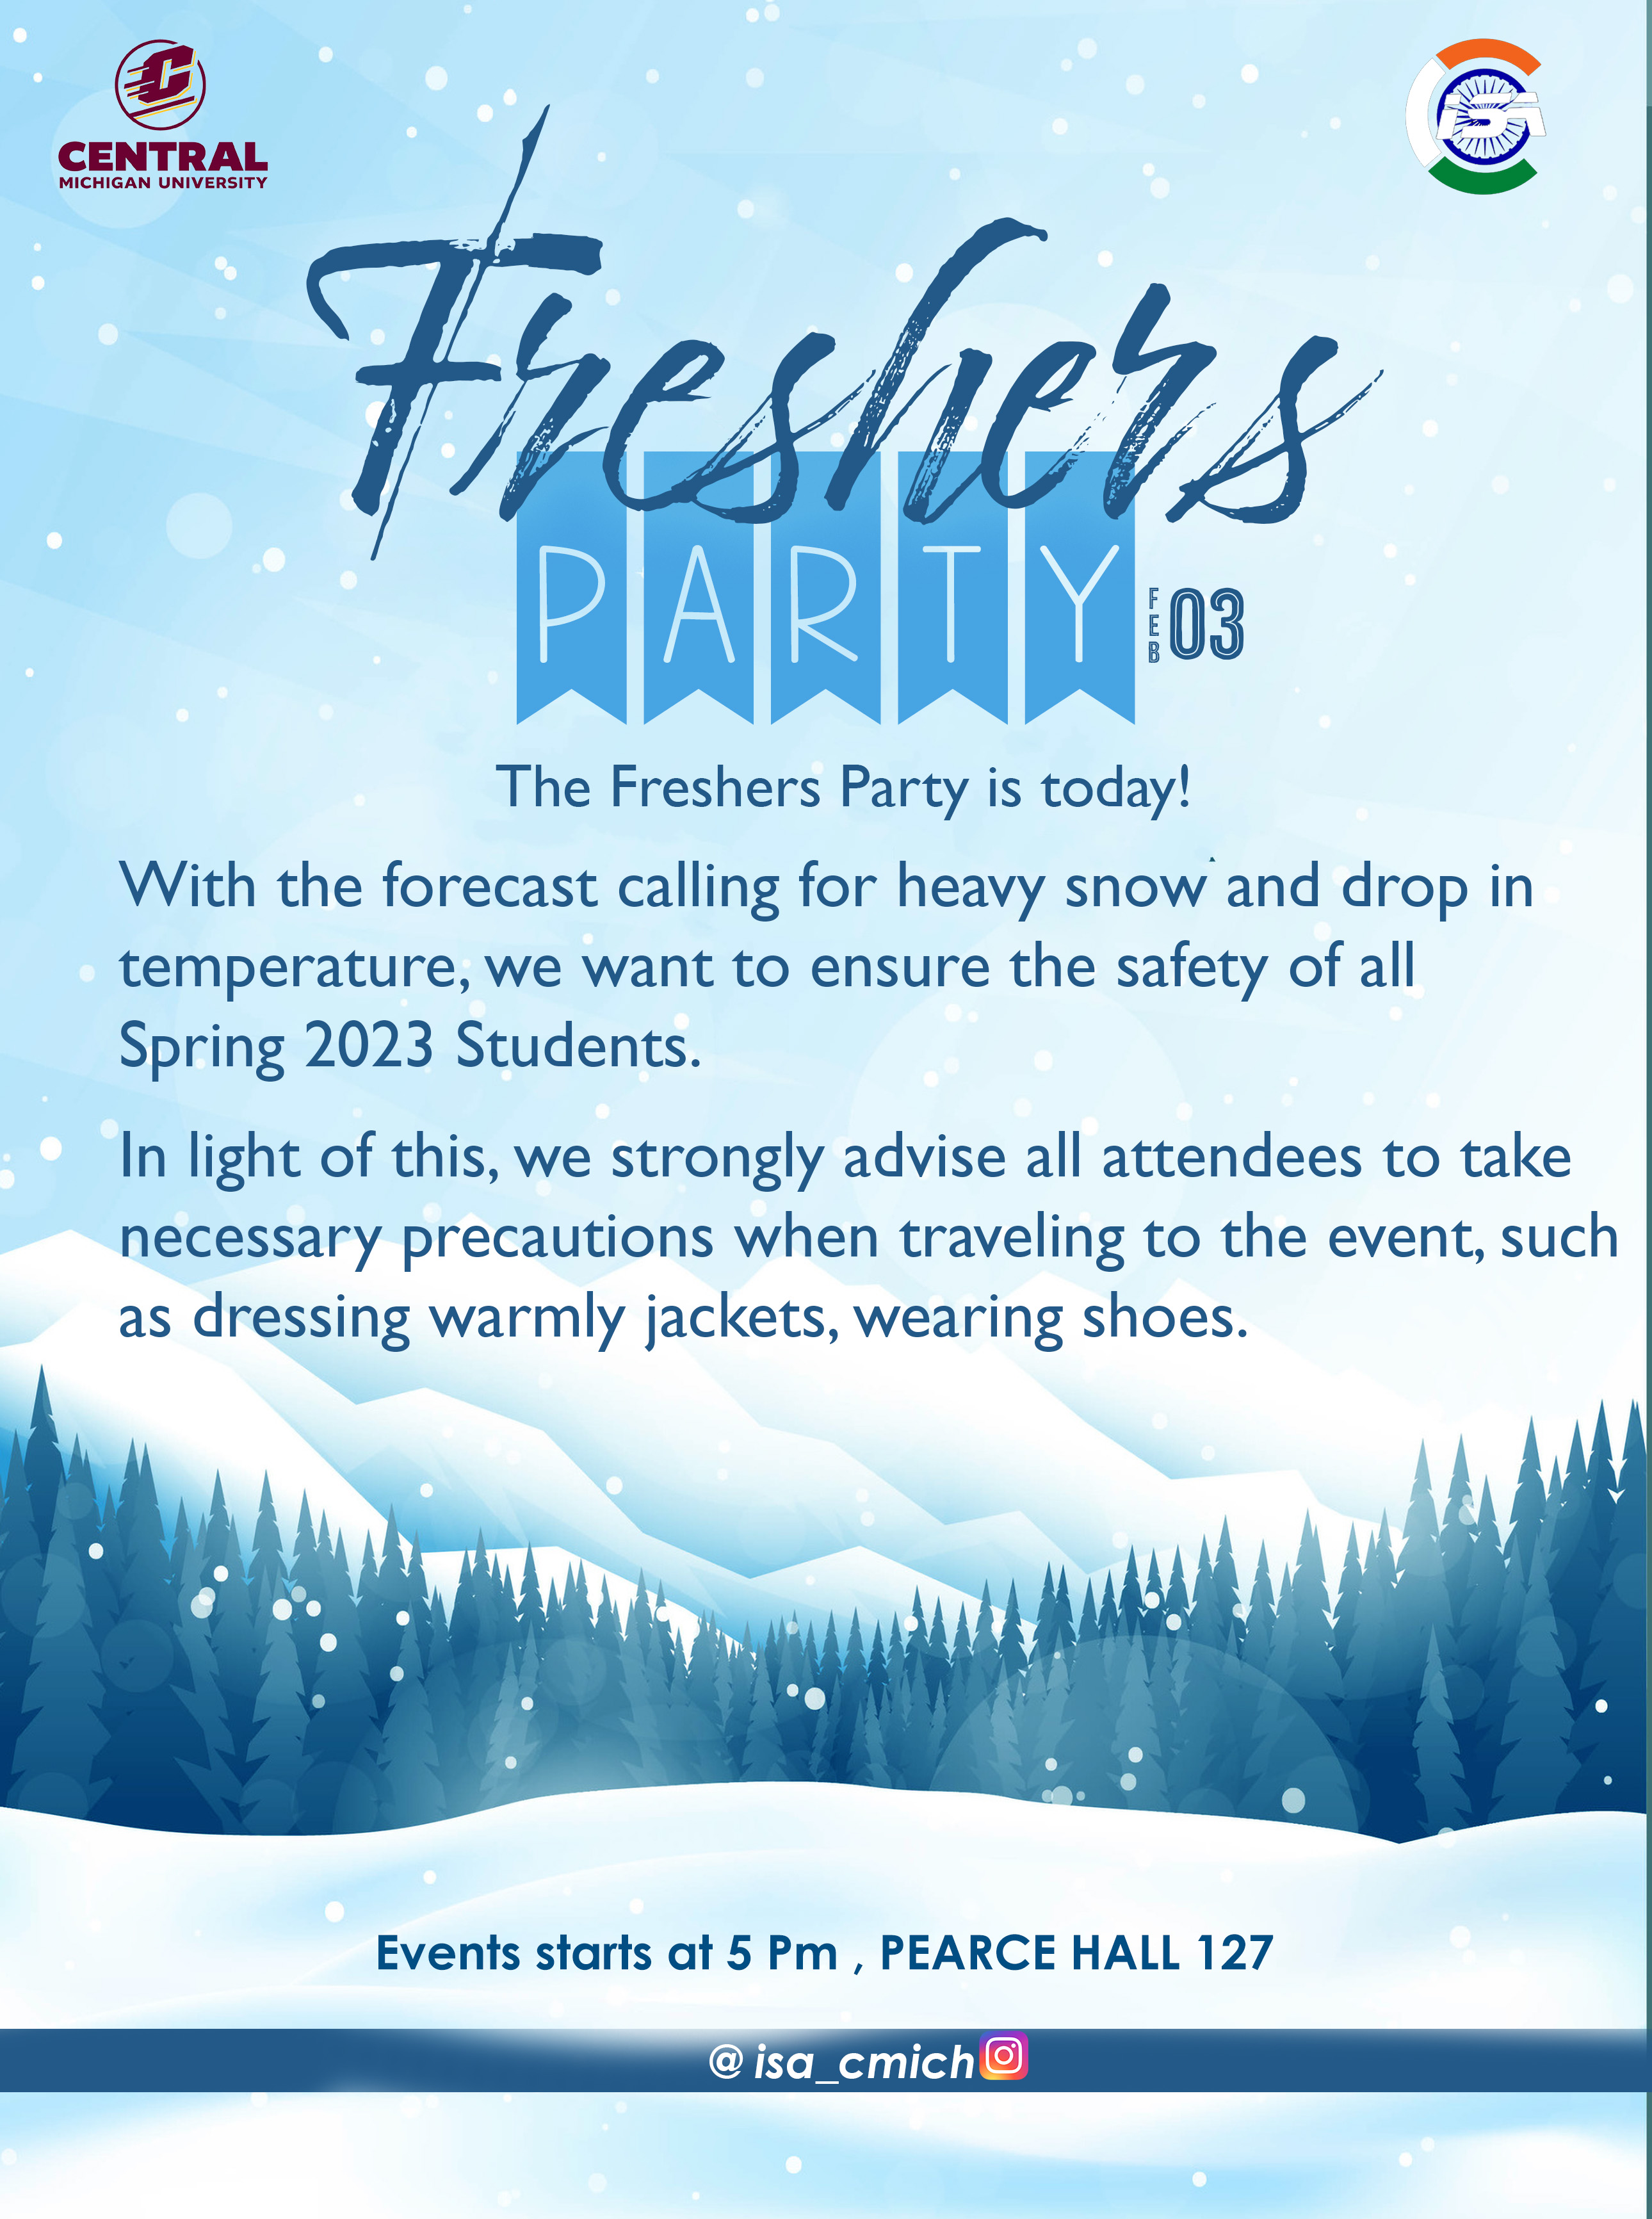 CENTRAL
MICHIGAN UNIVERSITY
iSA
Freshers
PARTY
FEB 03
The Freshers Party is today!
With the forecast calling for heavy snow and drop in
temperature, we want to ensure the safety of all
Spring 2023 Students.
In light of this, we strongly advise all attendees to take
necessary precautions when traveling to the event, such
as dressing warmly jackets, wearing shoes.
Events starts at 5 Pm , PEARCE HALL 127
@ isa_cmich